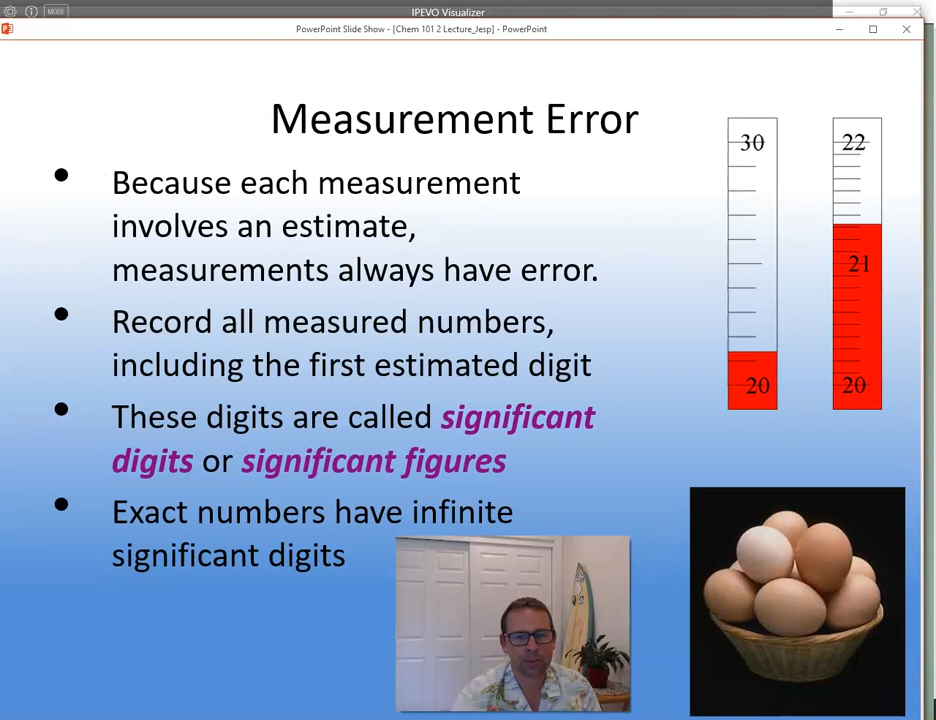 IPEVO Visualizer
MODE
PowerPoint Slide Show - [Chem 101 2 Lecture_Jesp] - PowerPoint
Measurement Error
• Because each measurement
involves an estimate,
measurements always have error.
• Record all measured numbers,
including the first estimated digit
• These digits are called significant
digits or significant figures
• Exact numbers have infinite
significant digits
30
20
22
21
20